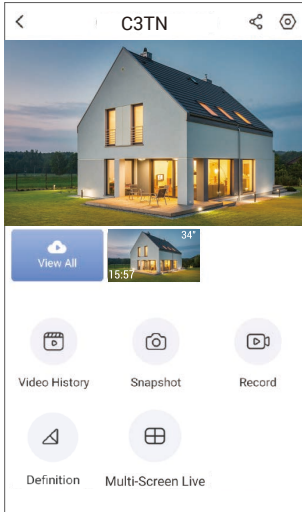 C3TN
View All
34"
15:57
Video History
Snapshot
Record
Definition
Multi-Screen Live